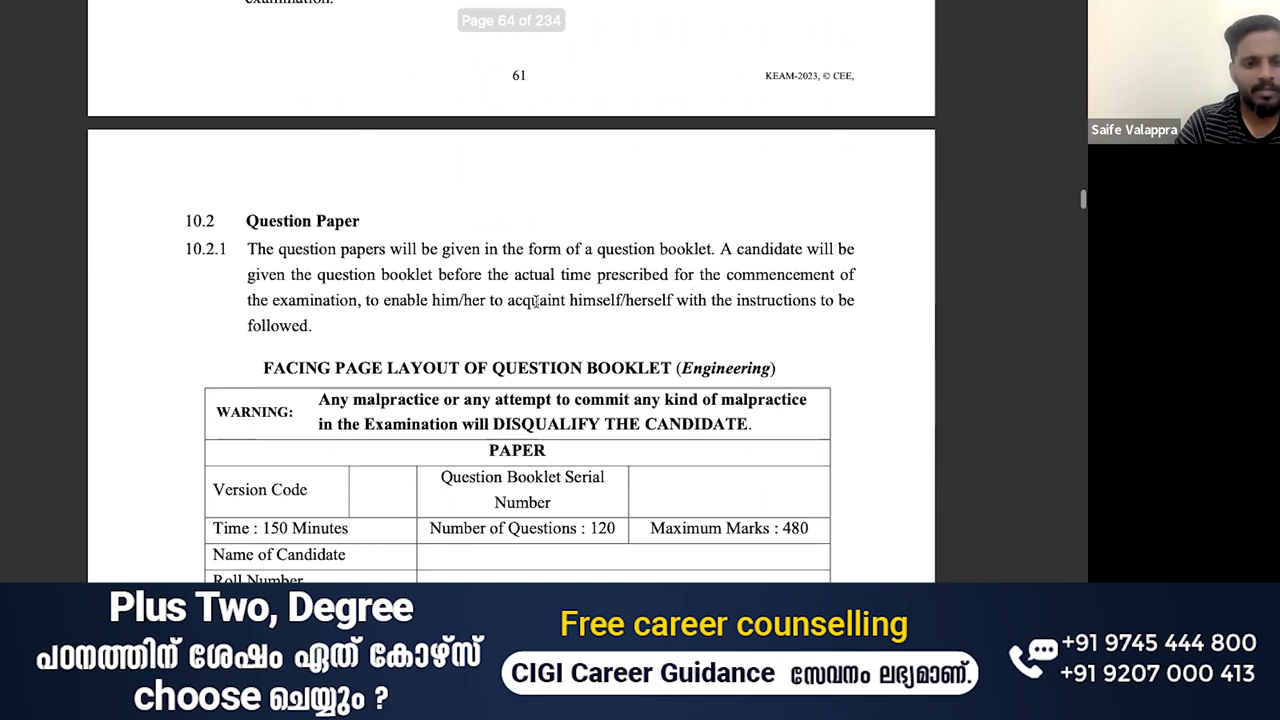 examination.
Page 64 of 234
61
KEAM-2023, © CEE,
Saife Valappra
10.2 Question Paper
10.2.1 The question papers will be given in the form of a question booklet. A candidate will be
given the question booklet before the actual time prescribed for the commencement of
the examination, to enable him/her to acquaint himself/herself with the instructions to be
followed.
FACING PAGE LAYOUT OF QUESTION BOOKLET (Engineering)
WARNING: Any malpractice or any attempt to commit any kind of malpractice
in the Examination will DISQUALIFY THE CANDIDATE.
PAPER
Version Code
Question Booklet Serial
Number
Time : 150 Minutes Number of Questions : 120 Maximum Marks : 480
Name of Candidate
Roll Number
Plus Two, Degree
പഠനത്തിന് ശേഷം ഏത് കോഴ്സ്
choose ചെയ്യും ?
Free career counselling
CIGI Career Guidance സേവനം ലഭ്യമാണ്.
+91 9745 444 800
+91 9207 000 413